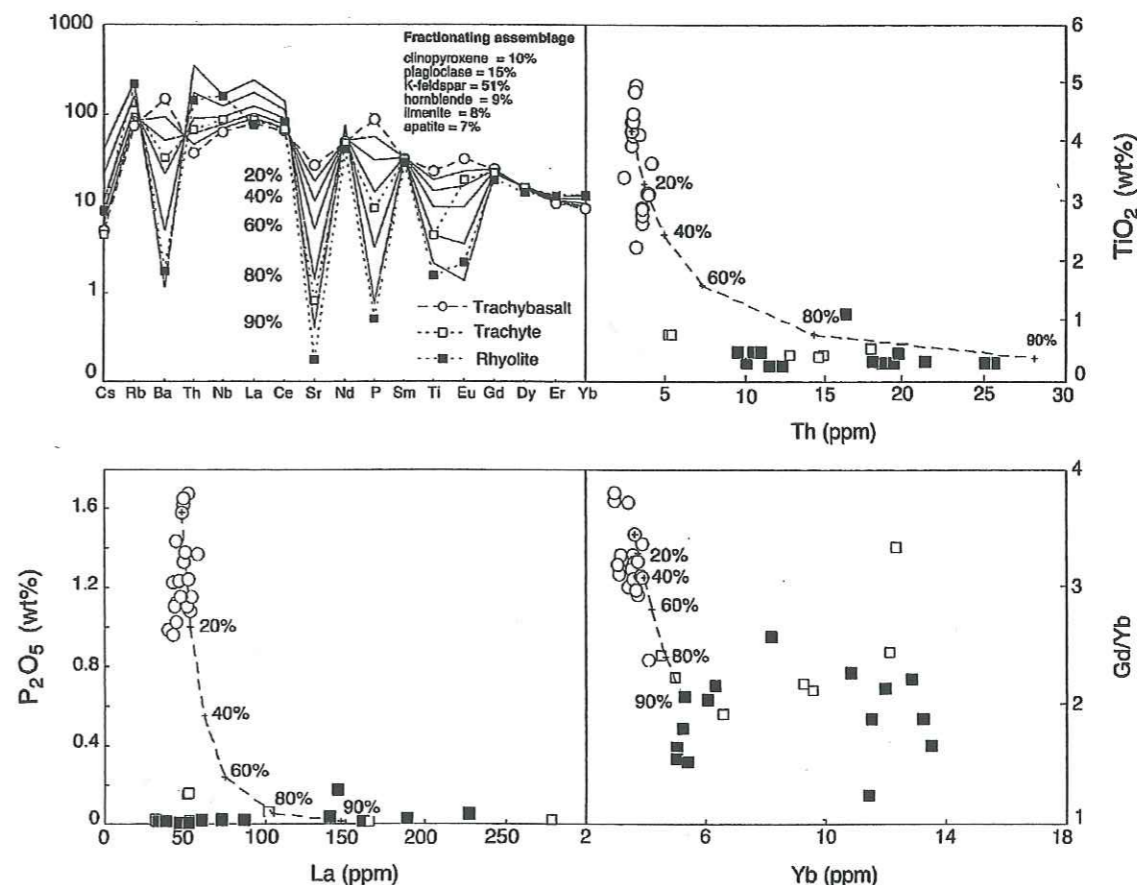 1000
100
10
1
0
Fractionating assemblage
clinopyroxene = 10%
plagioclase = 15%
K-feldspar = 51%
hornblende = 9%
ilmenite = 8%
apatite = 7%
20%
40%
60%
80%
90%
Trachybasalt
Trachyte
Rhyolite
Cs Rb Ba Th Nb La Ce Sr Nd P Sm Ti Eu Gd Dy Er Yb
6
5
4
3
2
1
0
TiO2 (wt%)
20%
40%
60%
80%
90%
5 10 15 20 25 30
Th (ppm)
P2O5 (wt%)
1.6
1.2
0.8
0.4
0
20%
40%
60%
80%
90%
0 50 100 150 200 250
La (ppm)
4
3
2
1
Gd/Yb
20%
40%
60%
80%
90%
2 6 10 14 18
Yb (ppm)